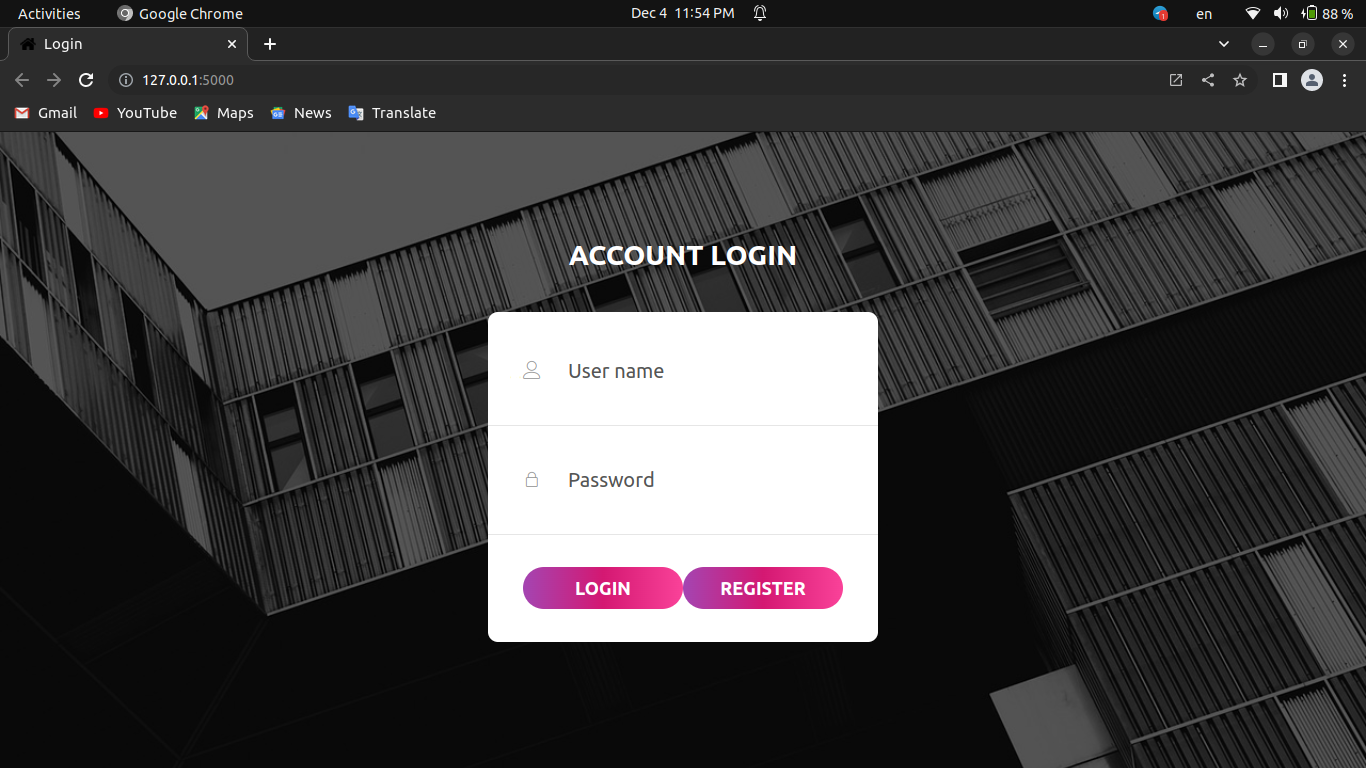 Activities Google Chrome Dec 4 11:54 PM en 88 %
Login
127.0.0.1:5000
Gmail YouTube Maps News Translate
ACCOUNT LOGIN
User name
Password
LOGIN REGISTER